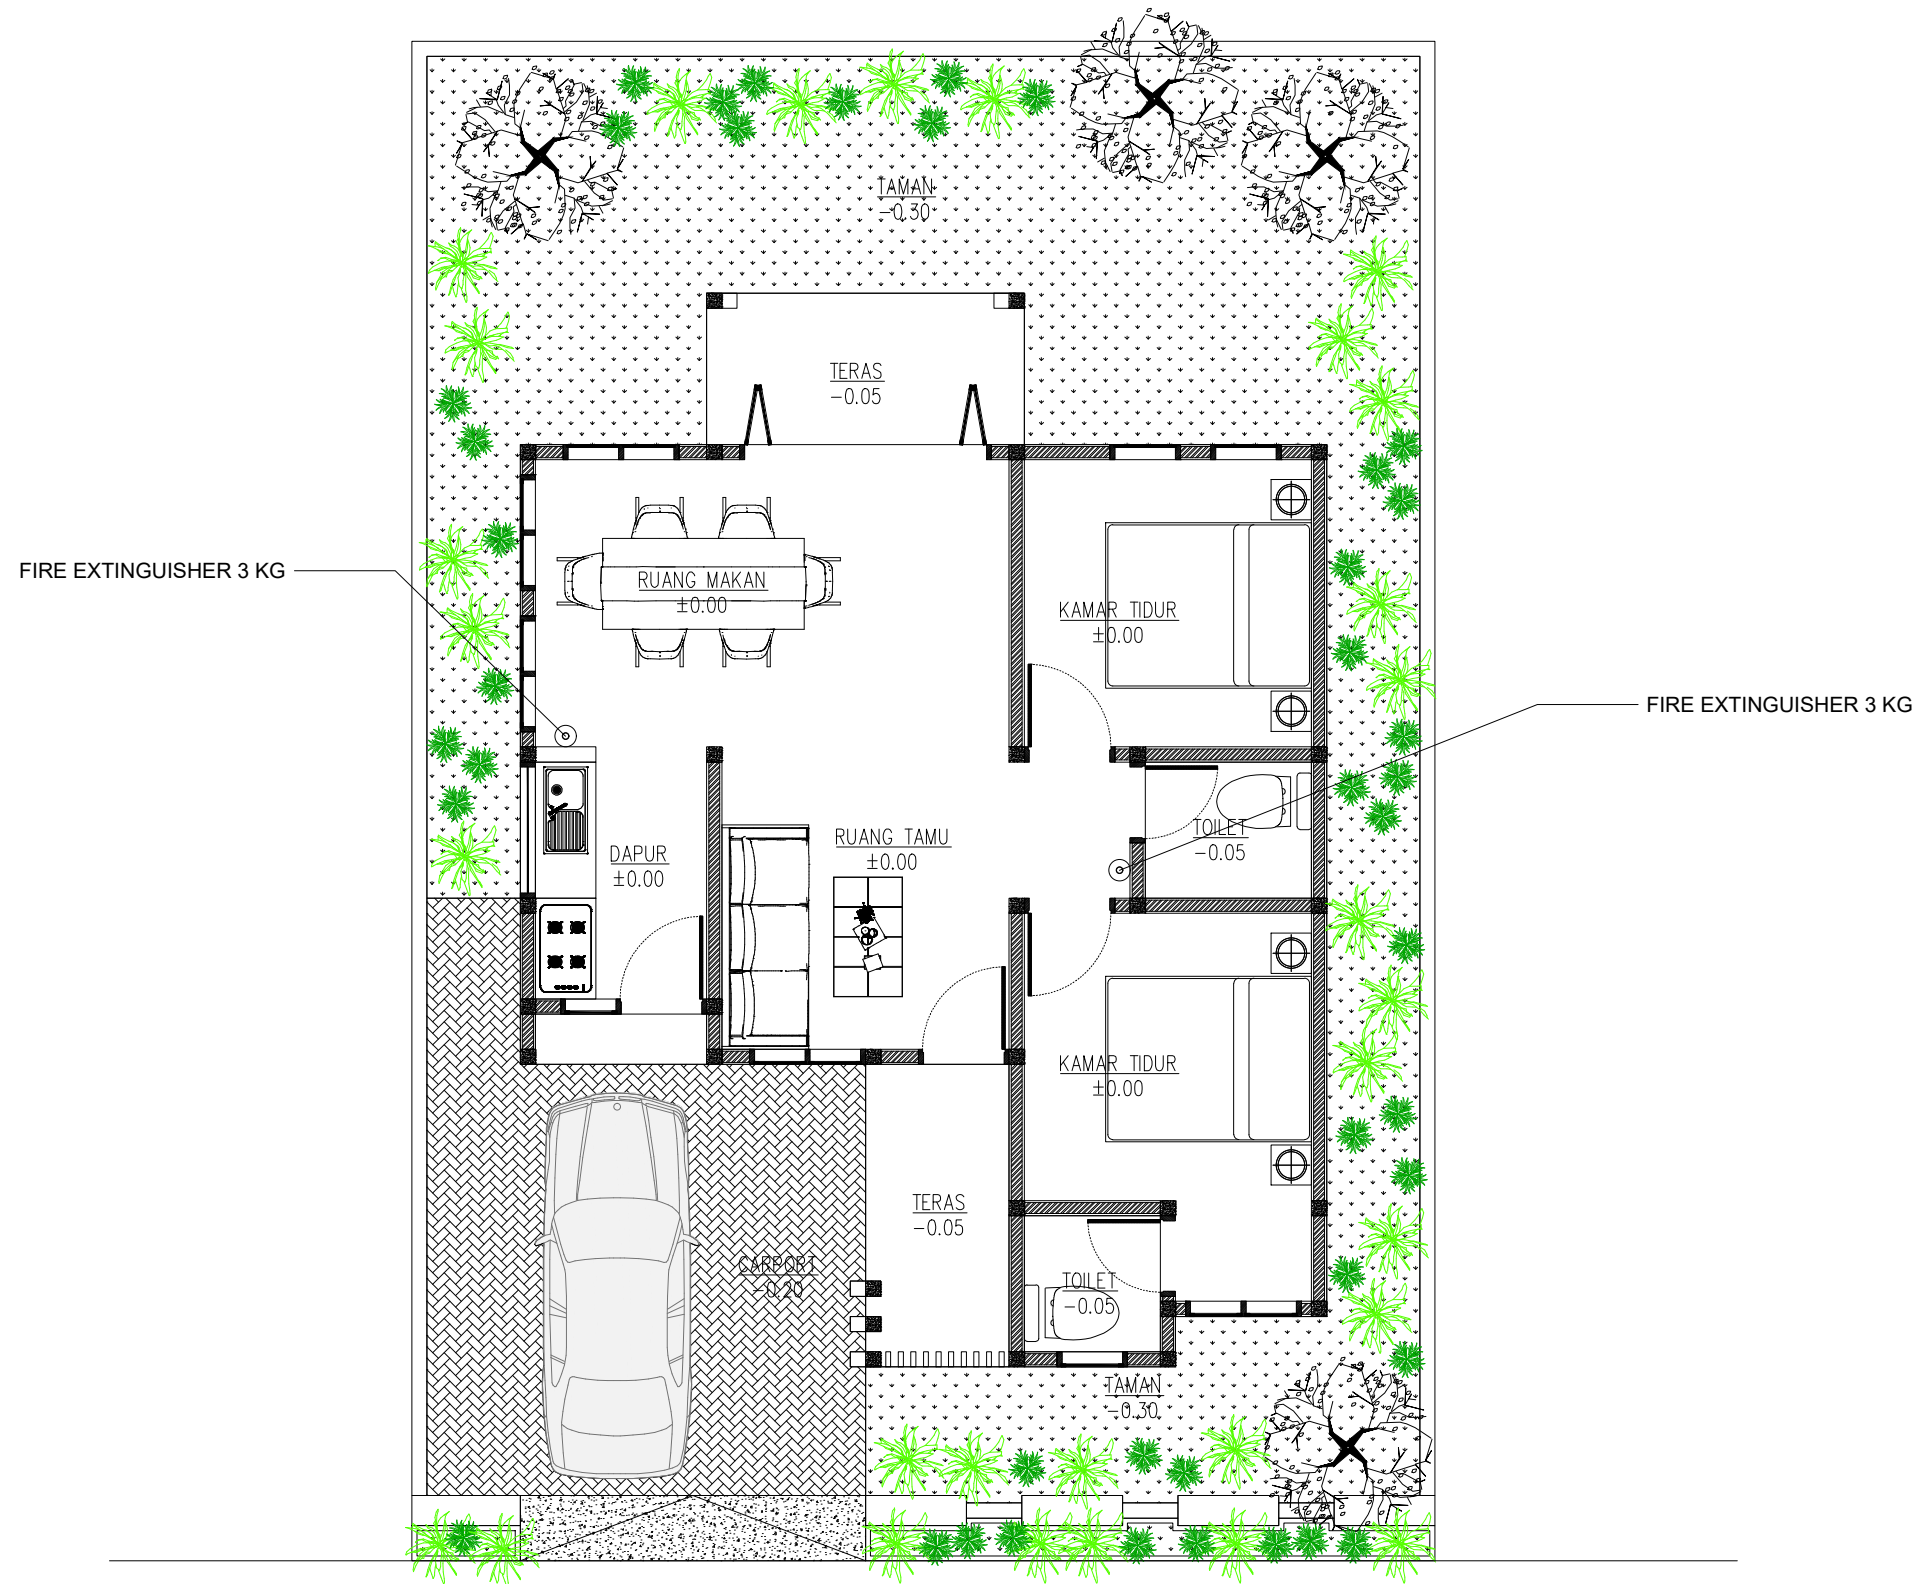 TAMAN
-0.30
TERAS
-0.05
FIRE EXTINGUISHER 3 KG
RUANG MAKAN
±0.00
KAMAR TIDUR
±0.00
FIRE EXTINGUISHER 3 KG
TOILET
-0.05
RUANG TAMU
±0.00
DAPUR
±0.00
KAMAR TIDUR
±0.00
TERAS
-0.05
CARPORT
-0.20
TOILET
-0.05
TAMAN
-0.30